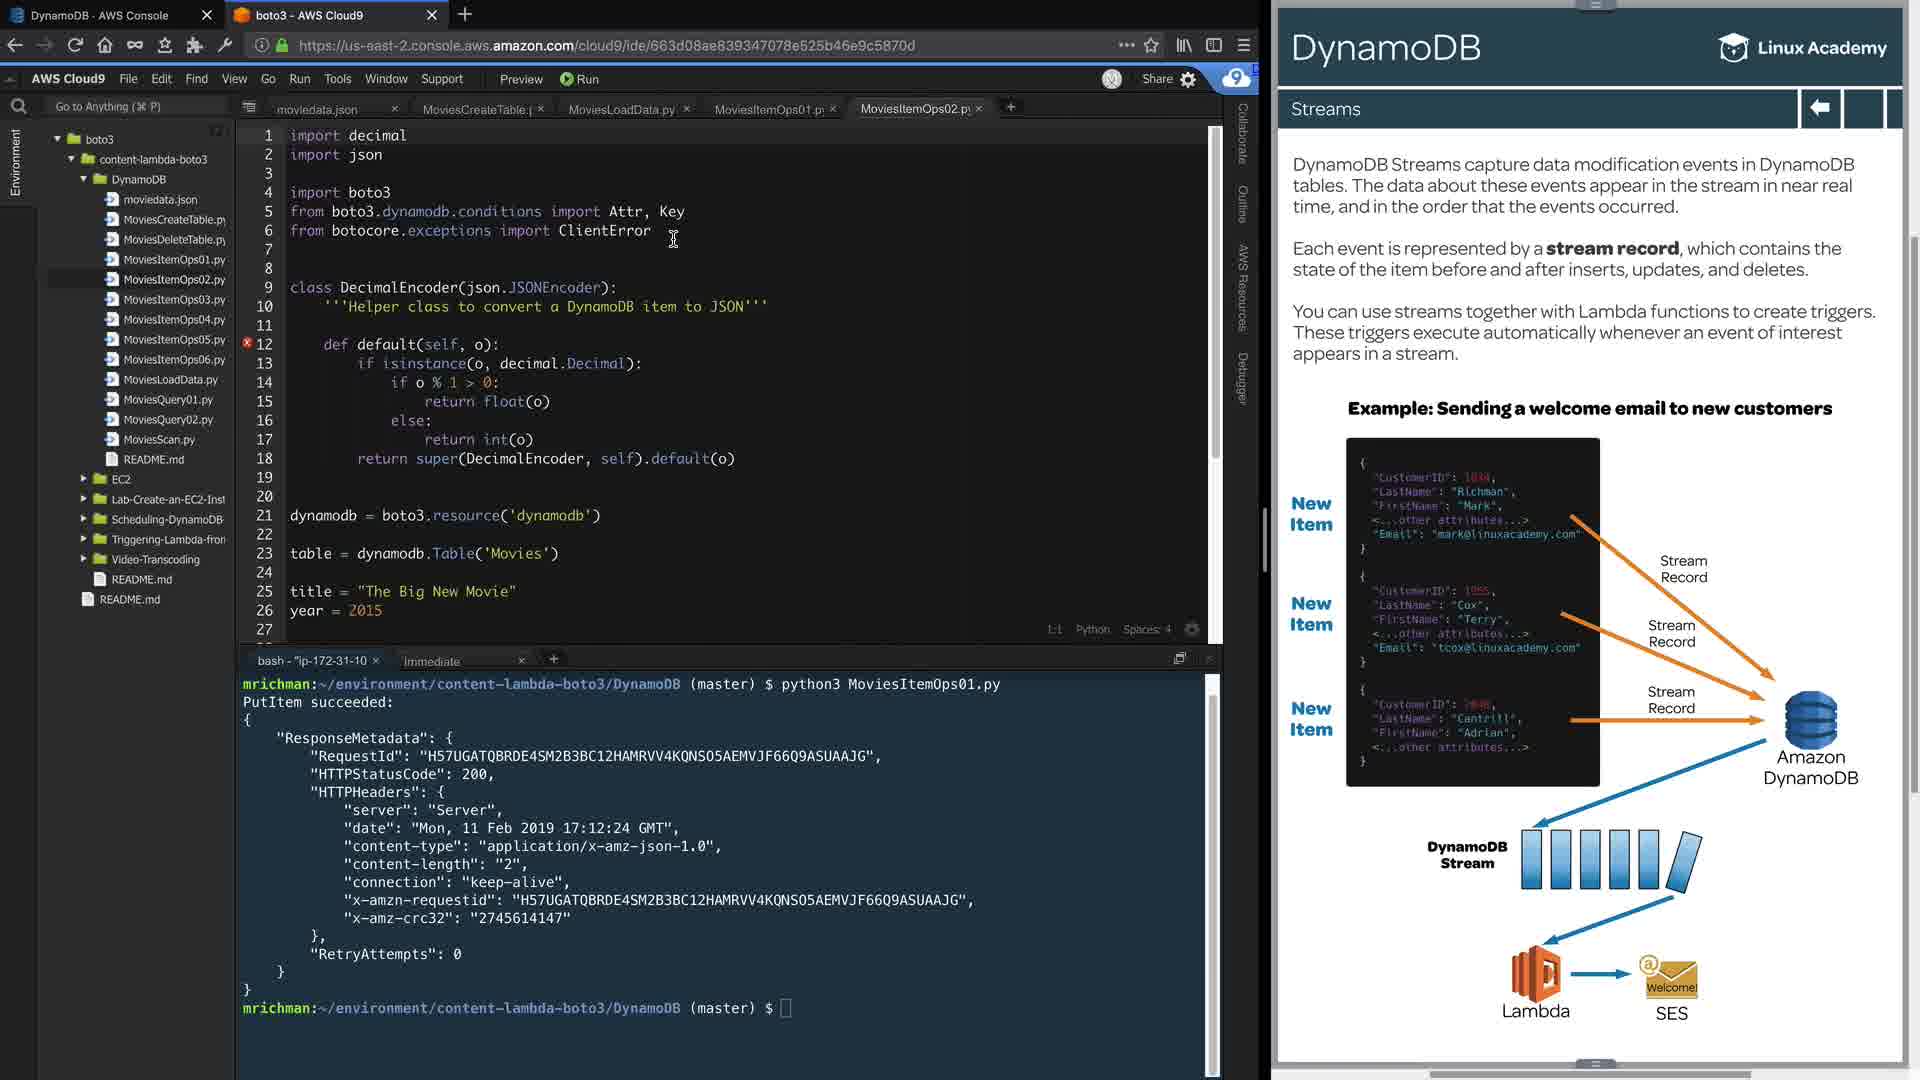 DynamoDB - AWS Console
boto3 - AWS Cloud9
https://us-east-2.console.aws.amazon.com/cloud9/ide/663d08ae839347078e525b46e9c5870d
AWS Cloud9 File Edit Find View Go Run Tools Window Support Preview Run Share
Go to Anything (⌘ P)
moviedata.json
MoviesCreateTable.p
MoviesLoadData.py
MoviesItemOps01.py
MoviesItemOps02.py
Environment
boto3
content-lambda-boto3
DynamoDB
moviedata.json
MoviesCreateTable.py
MoviesDeleteTable.py
MoviesItemOps01.py
MoviesItemOps02.py
MoviesItemOps03.py
MoviesItemOps04.py
MoviesItemOps05.py
MoviesItemOps06.py
MoviesLoadData.py
MoviesQuery01.py
MoviesQuery02.py
MoviesScan.py
README.md
EC2
Lab-Create-an-EC2-Inst
Scheduling-DynamoDB-
Triggering-Lambda-fron
Video-Transcoding
README.md
README.md
1 import decimal
2 import json
3
4 import boto3
5 from boto3.dynamodb.conditions import Attr, Key
6 from botocore.exceptions import ClientError
7
8
9 class DecimalEncoder(json.JSONEncoder):
10 '''Helper class to convert a DynamoDB item to JSON'''
11
12 def default(self, o):
13 if isinstance(o, decimal.Decimal):
14 if o % 1 > 0:
15 return float(o)
16 else:
17 return int(o)
18 return super(DecimalEncoder, self).default(o)
19
20
21 dynamodb = boto3.resource('dynamodb')
22
23 table = dynamodb.Table('Movies')
24
25 title = "The Big New Movie"
26 year = 2015
27
1:1 Python Spaces: 4
Collaborate
Outline
AWS Resources
Debugger
bash - "ip-172-31-10
Immediate
mrichman:~/environment/content-lambda-boto3/DynamoDB (master) $ python3 MoviesItemOps01.py
PutItem succeeded:
{
"ResponseMetadata": {
"RequestId": "H57UGATQBRDE4SM2B3BC12HAMRVV4KQNSO5AEMVJF66Q9ASUAAJG",
"HTTPStatusCode": 200,
"HTTPHeaders": {
"server": "Server",
"date": "Mon, 11 Feb 2019 17:12:24 GMT",
"content-type": "application/x-amz-json-1.0",
"content-length": "2",
"connection": "keep-alive",
"x-amzn-requestid": "H57UGATQBRDE4SM2B3BC12HAMRVV4KQNSO5AEMVJF66Q9ASUAAJG",
"x-amz-crc32": "2745614147"
},
"RetryAttempts": 0
}
}
mrichman:~/environment/content-lambda-boto3/DynamoDB (master) $
DynamoDB
Linux Academy
Streams
DynamoDB Streams capture data modification events in DynamoDB
tables. The data about these events appear in the stream in near real
time, and in the order that the events occurred.
Each event is represented by a stream record, which contains the
state of the item before and after inserts, updates, and deletes.
You can use streams together with Lambda functions to create triggers.
These triggers execute automatically whenever an event of interest
appears in a stream.
Example: Sending a welcome email to new customers
New
Item
{
"CustomerID": 1034,
"LastName": "Richman",
"FirstName": "Mark",
<...other attributes...>
"Email": "mark@linuxacademy.com"
}
New
Item
{
"CustomerID": 1055,
"LastName": "Cox",
"FirstName": "Terry",
<...other attributes...>
"Email": "tcox@linuxacademy.com"
}
New
Item
{
"CustomerID":
"LastName": "Cantrill",
"FirstName": "Adrian",
<...other attributes...>
}
Stream
Record
Stream
Record
Stream
Record
Amazon
DynamoDB
DynamoDB
Stream
Lambda
@
Welcome!
SES